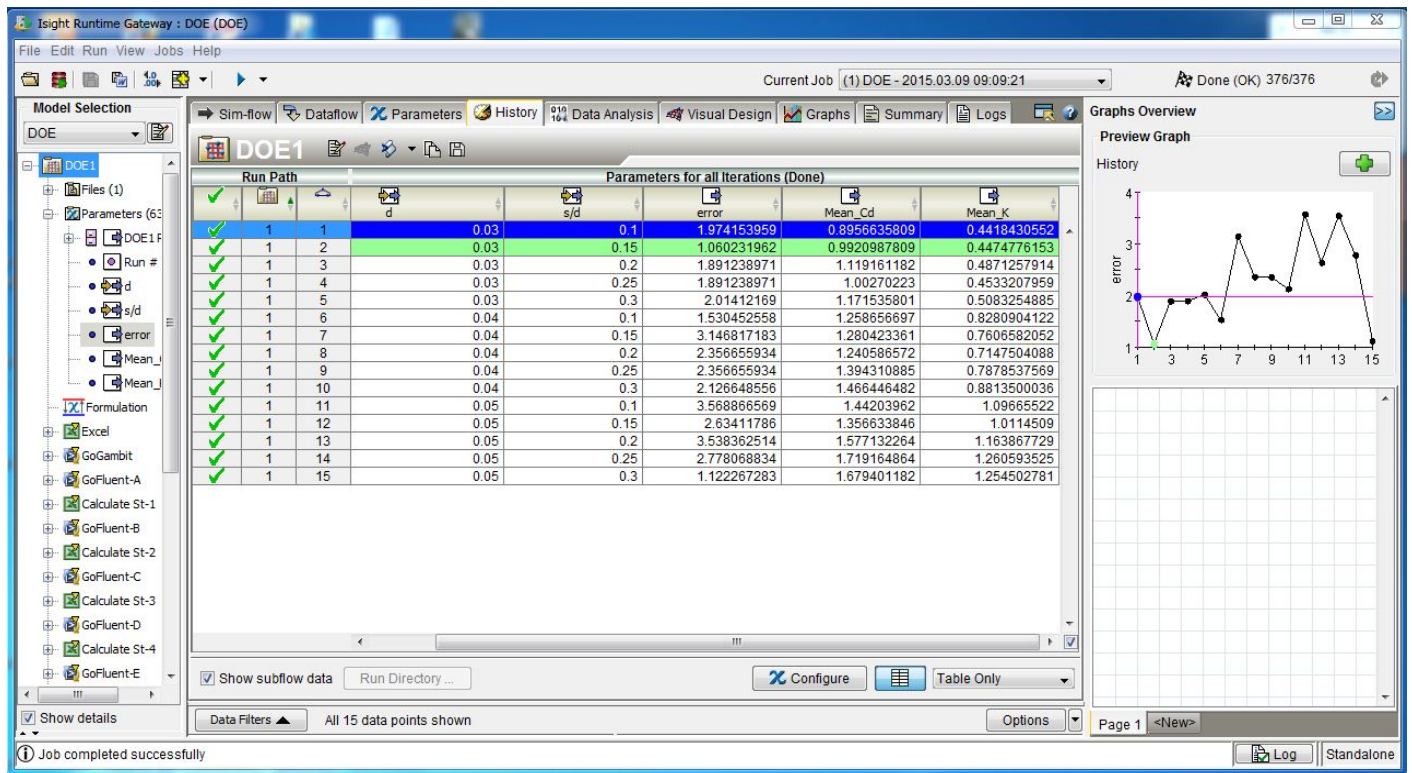 Isight Runtime Gateway : DOE (DOE)
File Edit Run View Jobs Help
Current Job (1) DOE - 2015.03.09 09:09:21 Done (OK) 376/376
Model Selection
DOE
DOE1
Files (1)
Parameters (63
DOE1 F
Run #
d
s/d
error
Mean_
Mean_
Formulation
Excel
GoGambit
GoFluent-A
Calculate St-1
GoFluent-B
Calculate St-2
GoFluent-C
Calculate St-3
GoFluent-D
Calculate St-4
GoFluent-E
Show details
Sim-flow Dataflow Parameters History Data Analysis Visual Design Graphs Summary Logs
DOE1
Run Path Parameters for all Iterations (Done)
d s/d error Mean_Cd Mean_K
1 1 0.03 0.1 1.974153959 0.8956635809 0.4418430552
1 2 0.03 0.15 1.060231962 0.9920987809 0.4474776153
1 3 0.03 0.2 1.891238971 1.119161182 0.4871257914
1 4 0.03 0.25 1.891238971 1.00270223 0.4533207959
1 5 0.03 0.3 2.01412169 1.171535801 0.5083254885
1 6 0.04 0.1 1.530452558 1.258656697 0.8280904122
1 7 0.04 0.15 3.146817183 1.280423361 0.7606582052
1 8 0.04 0.2 2.356655934 1.240586572 0.7147504088
1 9 0.04 0.25 2.356655934 1.394310885 0.7878537569
1 10 0.04 0.3 2.126648556 1.466446482 0.8813500036
1 11 0.05 0.1 3.568866569 1.44203962 1.09665522
1 12 0.05 0.15 2.63411786 1.356633846 1.0114509
1 13 0.05 0.2 3.538362514 1.577132264 1.163867729
1 14 0.05 0.25 2.778068834 1.719164864 1.260593525
1 15 0.05 0.3 1.122267283 1.679401182 1.254502781
Show subflow data Run Directory ... Configure Table Only
Data Filters All 15 data points shown Options
Graphs Overview
Preview Graph
History
4
3
2
1
error
1 3 5 7 9 11 13 15
Page 1 <New>
Job completed successfully Log Standalone